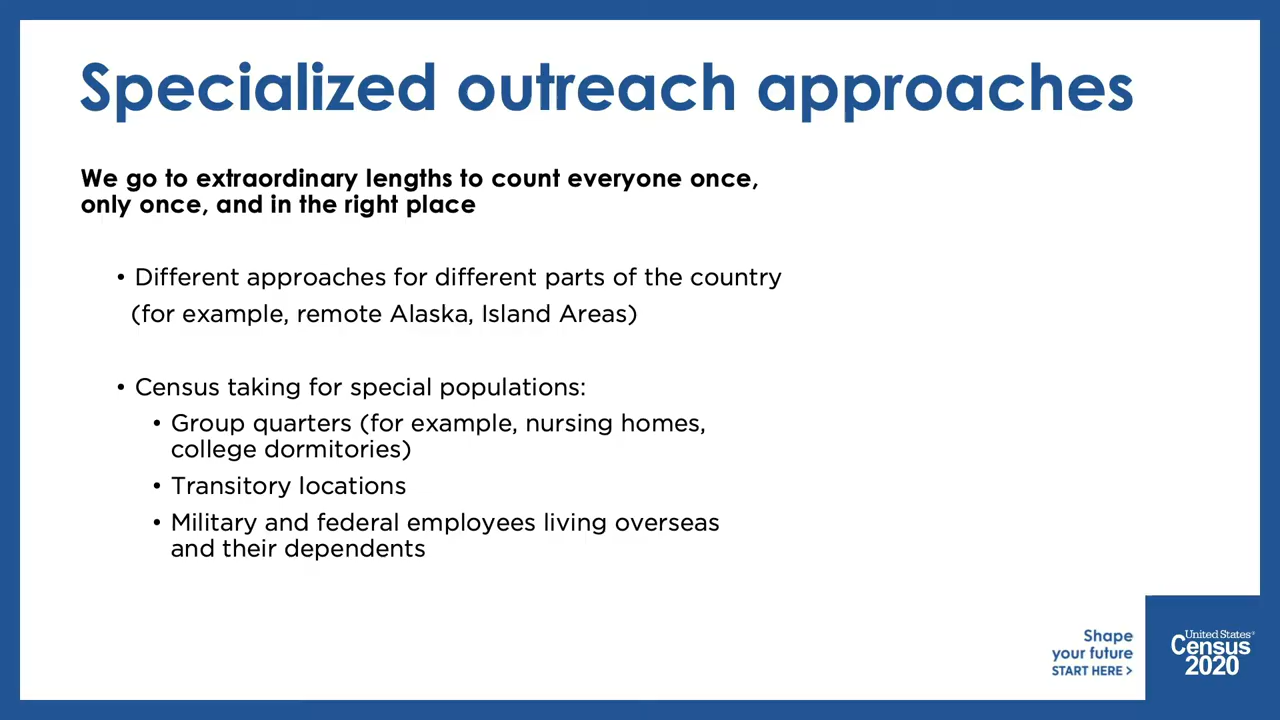 Specialized outreach approaches
We go to extraordinary lengths to count everyone once,
only once, and in the right place
• Different approaches for different parts of the country
(for example, remote Alaska, Island Areas)
• Census taking for special populations:
• Group quarters (for example, nursing homes,
college dormitories)
• Transitory locations
• Military and federal employees living overseas
and their dependents
Shape
your future
START HERE >
United States®
Census
2020